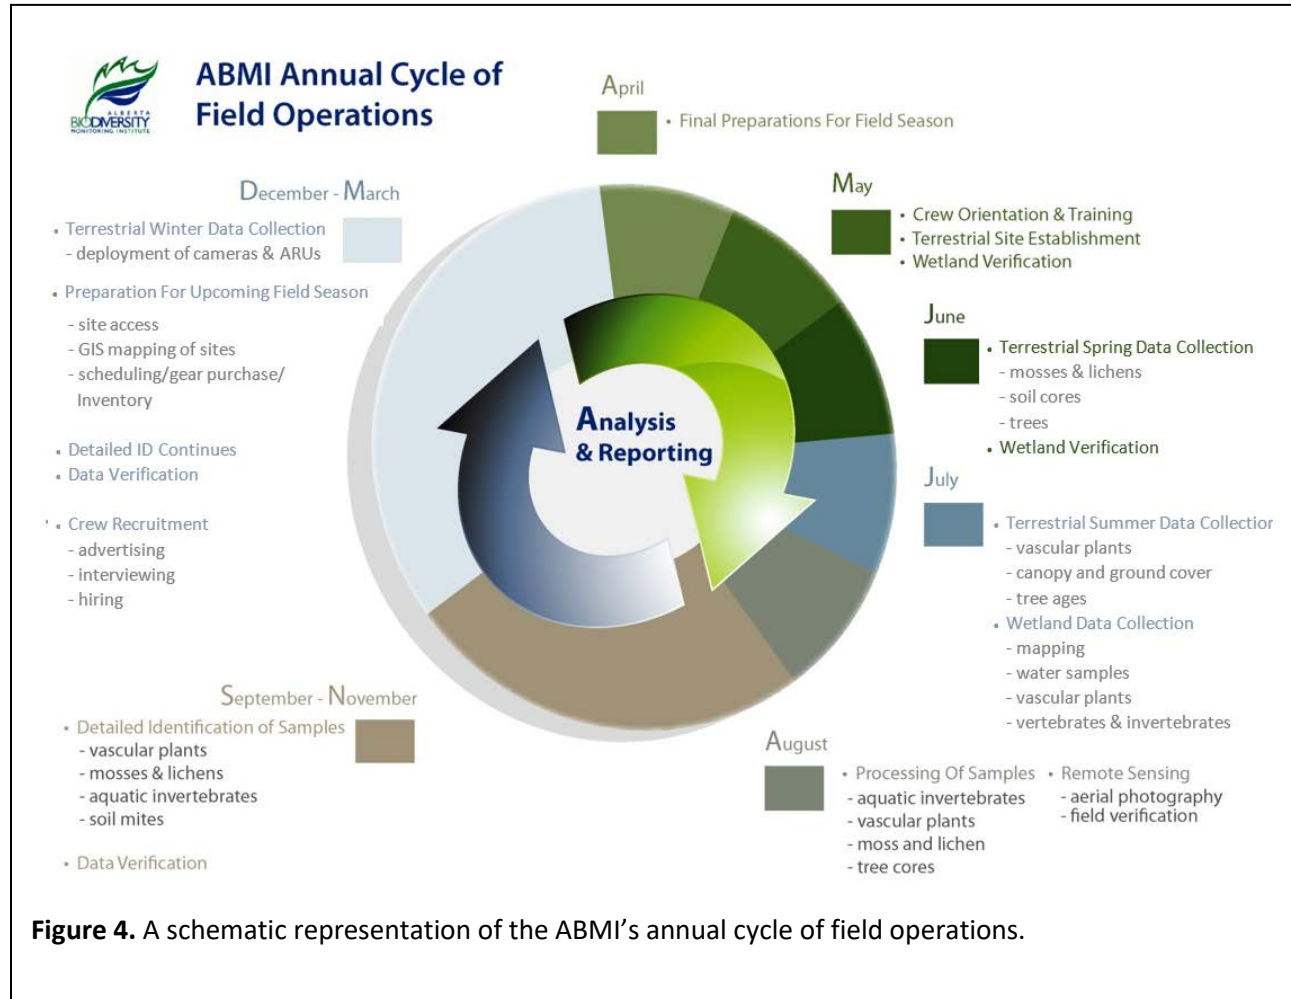 ABMI Annual Cycle of
Field Operations
ALBERTA
BIODIVERSITY
MONITORING INSTITUTE
April
• Final Preparations For Field Season
May
• Crew Orientation & Training
• Terrestrial Site Establishment
• Wetland Verification
June
• Terrestrial Spring Data Collection
- mosses & lichens
- soil cores
- trees
• Wetland Verification
July
• Terrestrial Summer Data Collection
- vascular plants
- canopy and ground cover
- tree ages
• Wetland Data Collection
- mapping
- water samples
- vascular plants
- vertebrates & invertebrates
August
• Processing Of Samples
- aquatic invertebrates
- vascular plants
- moss and lichen
- tree cores
• Remote Sensing
- aerial photography
- field verification
September - November
• Detailed Identification of Samples
- vascular plants
- mosses & lichens
- aquatic invertebrates
- soil mites
• Data Verification
December - March
• Terrestrial Winter Data Collection
- deployment of cameras & ARUs
• Preparation For Upcoming Field Season
- site access
- GIS mapping of sites
- scheduling/gear purchase/
Inventory
• Detailed ID Continues
• Data Verification
• Crew Recruitment
- advertising
- interviewing
- hiring
Analysis
& Reporting
Figure 4. A schematic representation of the ABMI's annual cycle of field operations.